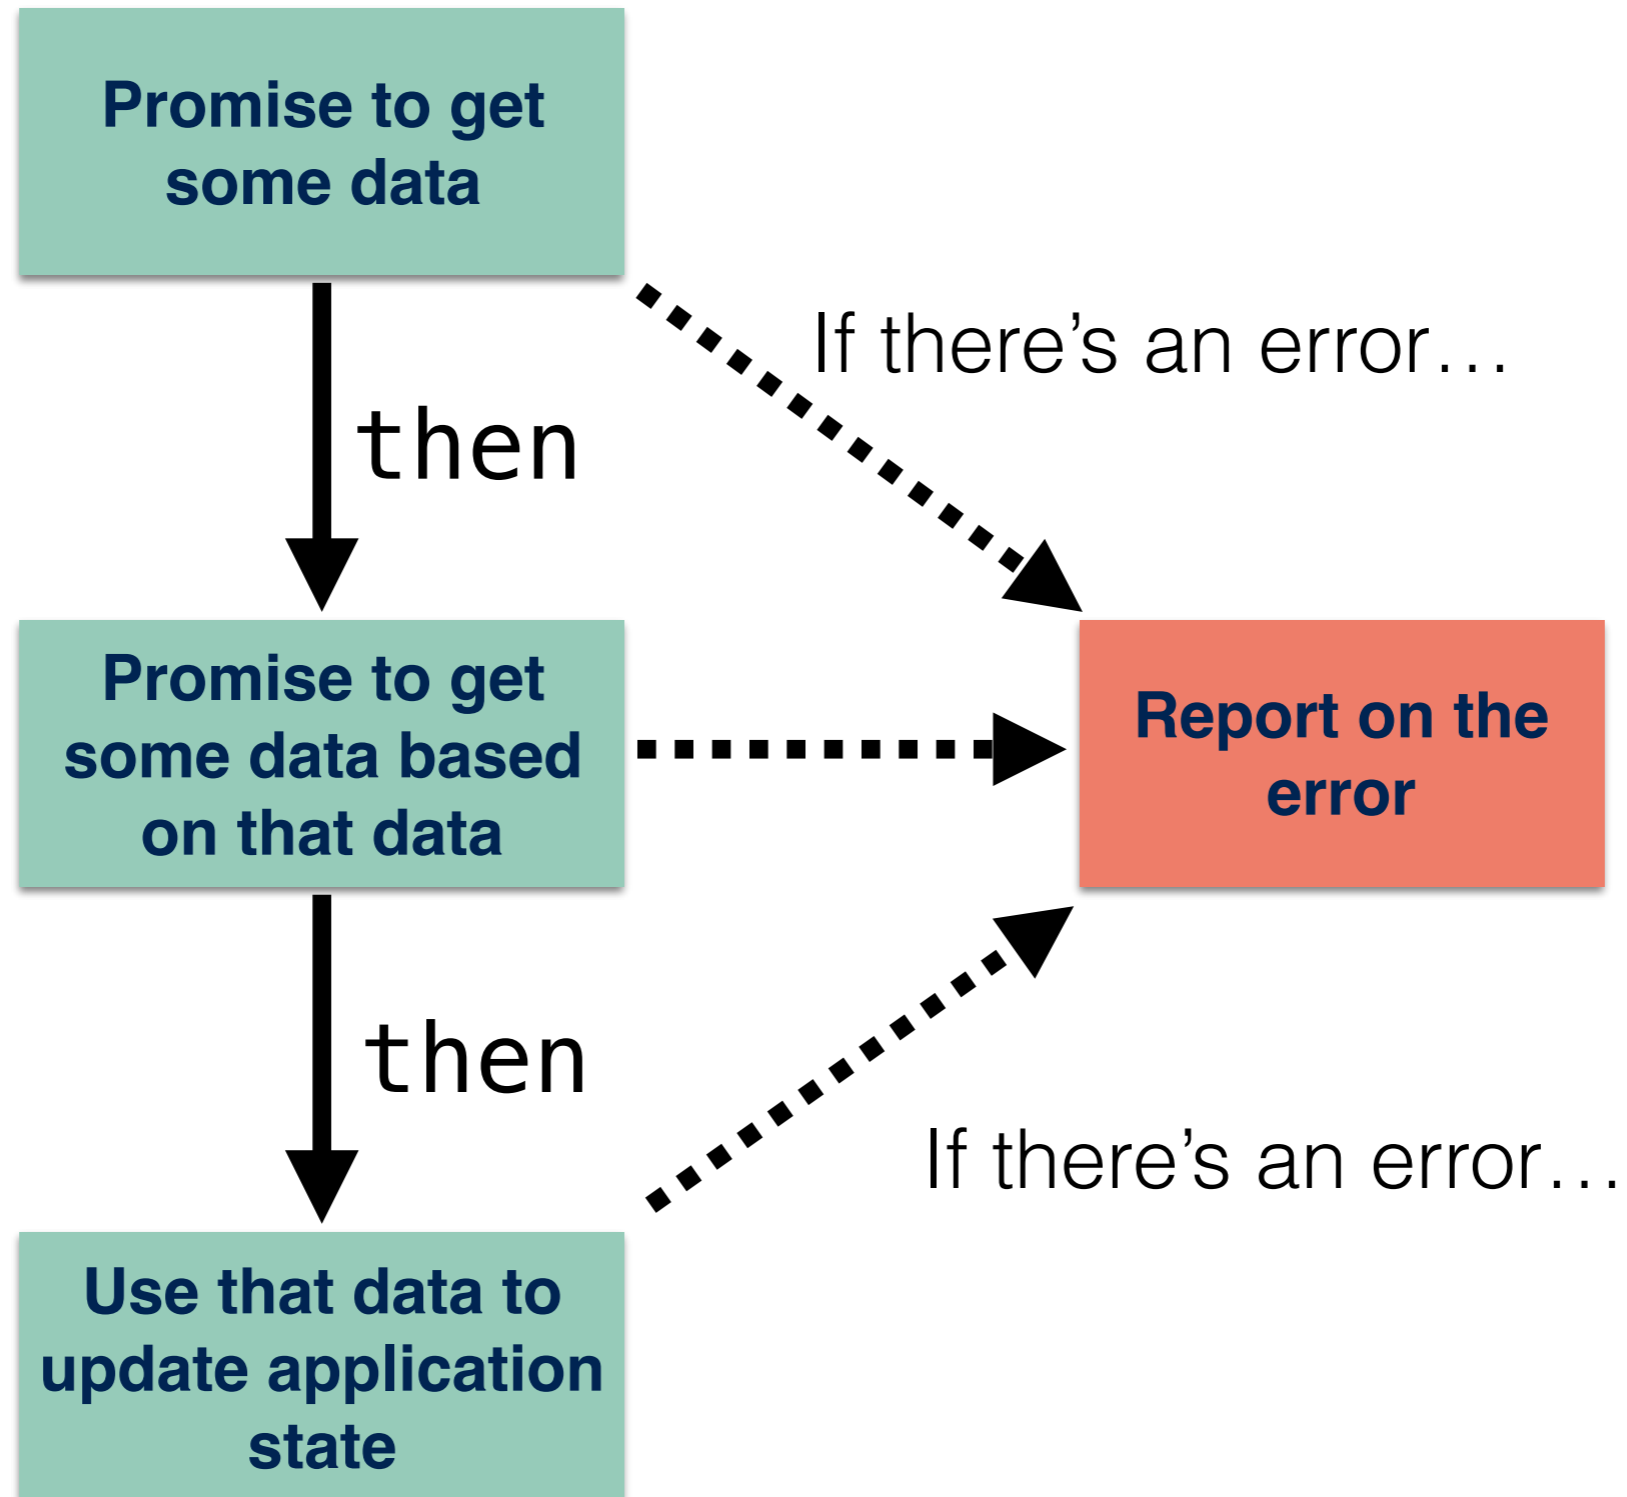 Promise to get
some data
If there’s an error…
then
Promise to get
some data based
on that data
Report on the
error
then
If there’s an error…
Use that data to
update application
state